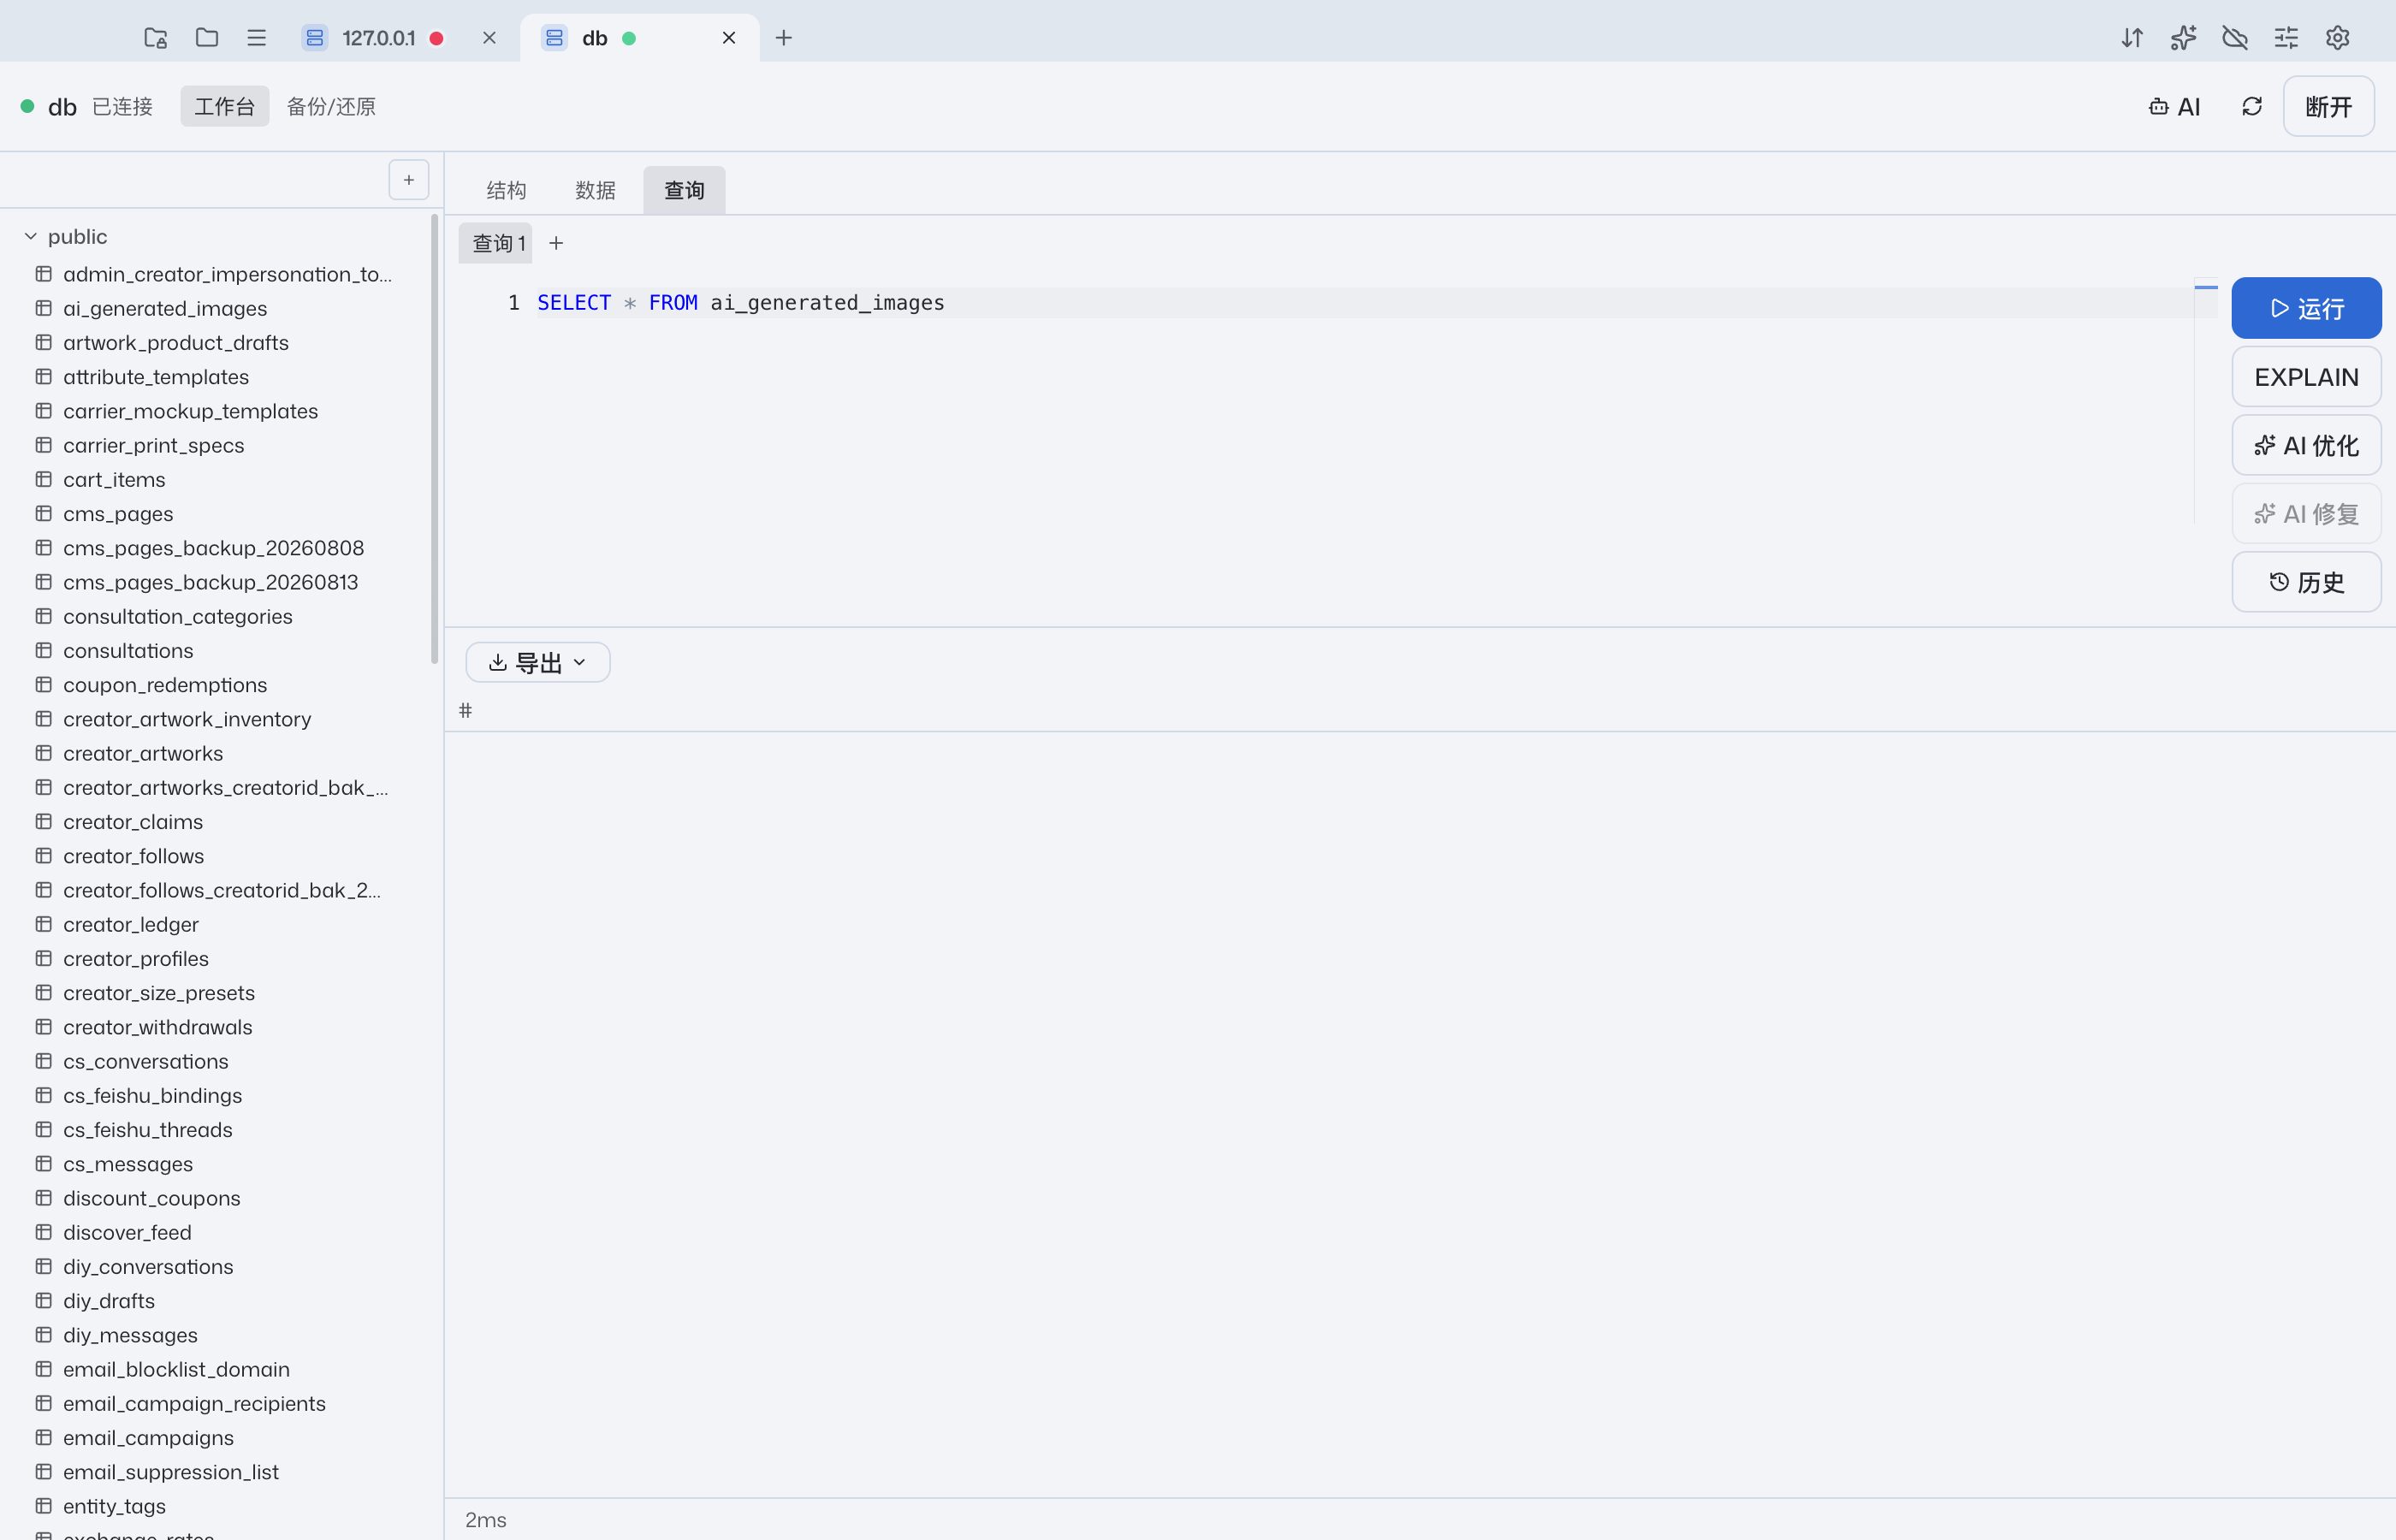 127.0.0.1
db
db 已连接 工作台 备份/还原
AI 断开
+
public
admin_creator_impersonation_to...
ai_generated_images
artwork_product_drafts
attribute_templates
carrier_mockup_templates
carrier_print_specs
cart_items
cms_pages
cms_pages_backup_20260808
cms_pages_backup_20260813
consultation_categories
consultations
coupon_redemptions
creator_artwork_inventory
creator_artworks
creator_artworks_creatorid_bak_...
creator_claims
creator_follows
creator_follows_creatorid_bak_2...
creator_ledger
creator_profiles
creator_size_presets
creator_withdrawals
cs_conversations
cs_feishu_bindings
cs_feishu_threads
cs_messages
discount_coupons
discover_feed
diy_conversations
diy_drafts
diy_messages
email_blocklist_domain
email_campaign_recipients
email_campaigns
email_suppression_list
entity_tags
exchange_rates
结构 数据 查询
查询 1 +
1 SELECT * FROM ai_generated_images
运行
EXPLAIN
AI 优化
AI 修复
历史
导出
#
2ms